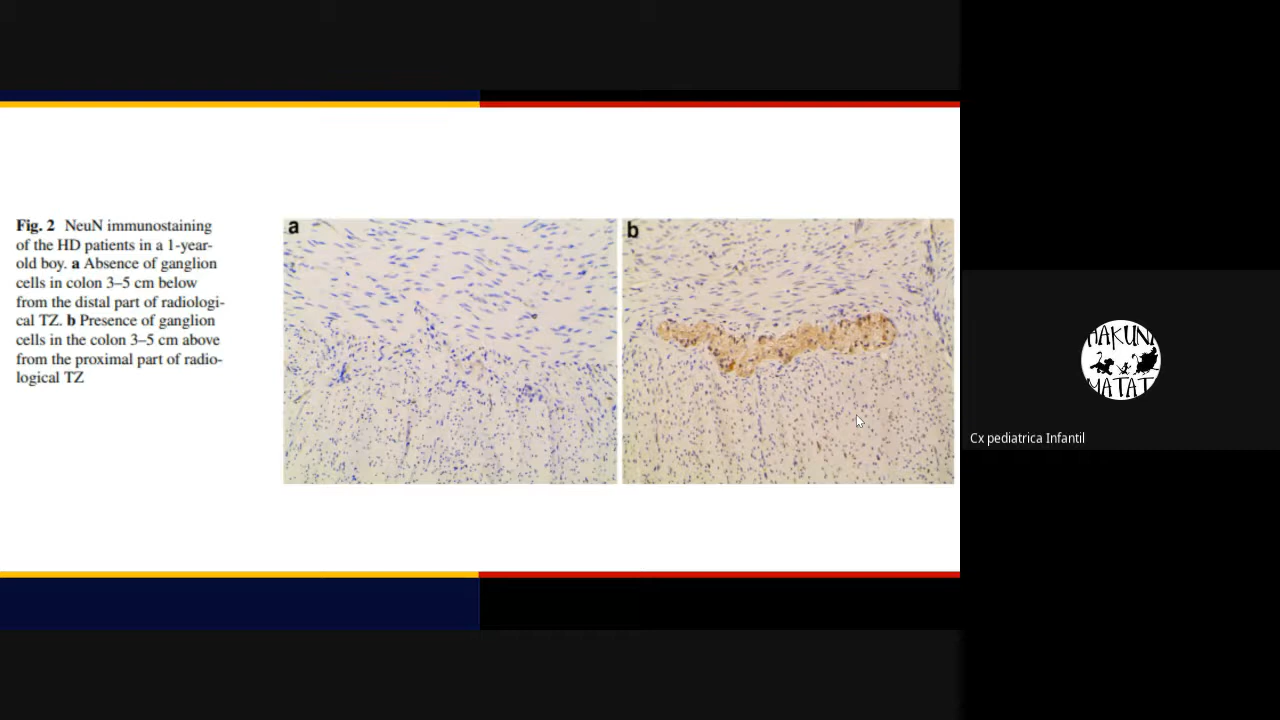 Fig. 2 NeuN immunostaining
of the HD patients in a 1-year-
old boy. a Absence of ganglion
cells in colon 3–5 cm below
from the distal part of radiologi-
cal TZ. b Presence of ganglion
cells in the colon 3–5 cm above
from the proximal part of radio-
logical TZ
a
b
HAKUNA
MATAT
Cx pediatrica Infantil